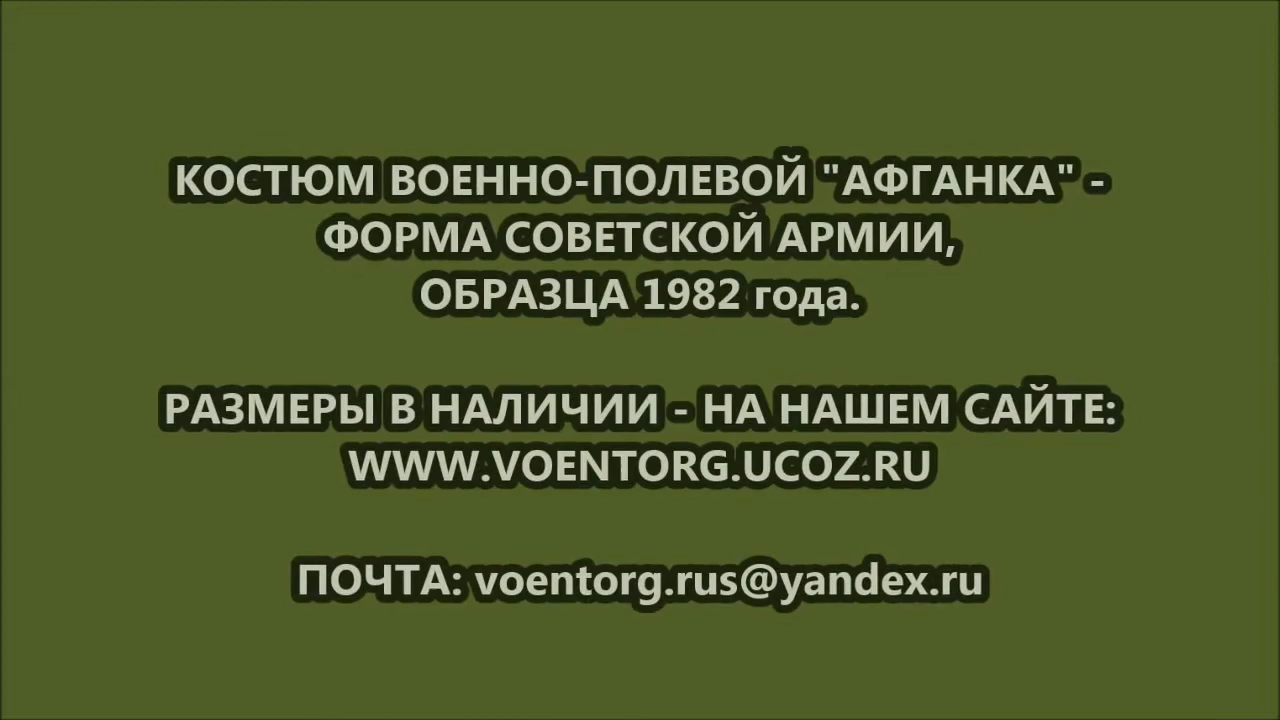 КОСТЮМ ВОЕННО-ПОЛЕВОЙ "АФГАНКА" -
ФОРМА СОВЕТСКОЙ АРМИИ,
ОБРАЗЦА 1982 года.
РАЗМЕРЫ В НАЛИЧИИ - НА НАШЕМ САЙТЕ:
WWW.VOENTORG.UCOZ.RU
ПОЧТА: voentorg.rus@yandex.ru